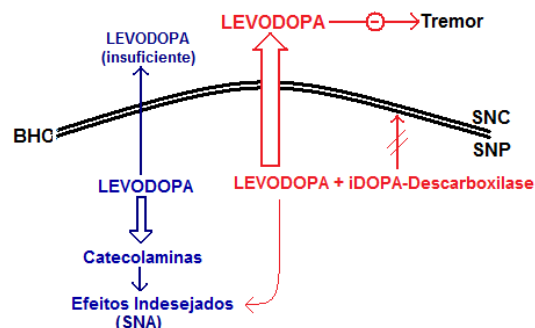 LEVODOPA
Tremor
LEVODOPA
(insuficiente)
BHC
SNC
SNP
LEVODOPA
LEVODOPA + iDOPA-Descarboxilase
Catecolaminas
Efeitos Indesejados
(SNA)